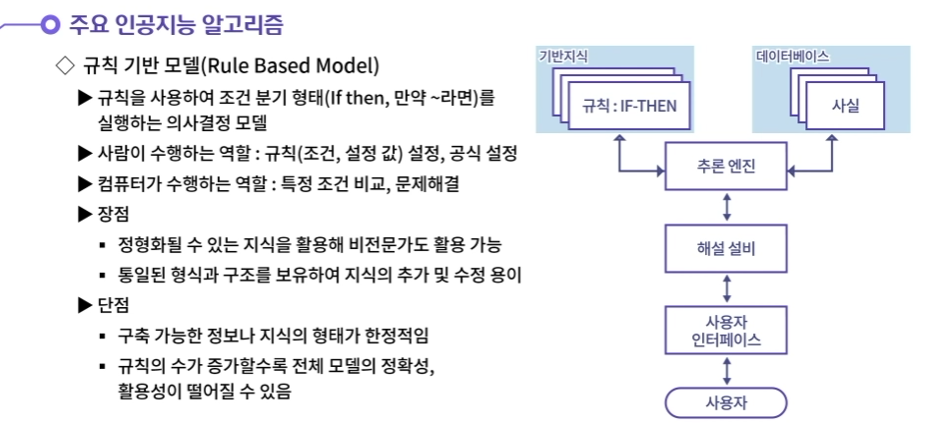 주요 인공지능 알고리즘
◇ 규칙 기반 모델(Rule Based Model)
▶ 규칙을 사용하여 조건 분기 형태(If then, 만약 ~라면)를
실행하는 의사결정 모델
▶ 사람이 수행하는 역할 : 규칙(조건, 설정 값) 설정, 공식 설정
▶ 컴퓨터가 수행하는 역할 : 특정 조건 비교, 문제해결
▶ 장점
▪ 정형화될 수 있는 지식을 활용해 비전문가도 활용 가능
▪ 통일된 형식과 구조를 보유하여 지식의 추가 및 수정 용이
▶ 단점
▪ 구축 가능한 정보나 지식의 형태가 한정적임
▪ 규칙의 수가 증가할수록 전체 모델의 정확성,
활용성이 떨어질 수 있음
기반지식
규칙 : IF-THEN
데이터베이스
사실
추론 엔진
해설 설비
사용자
인터페이스
사용자